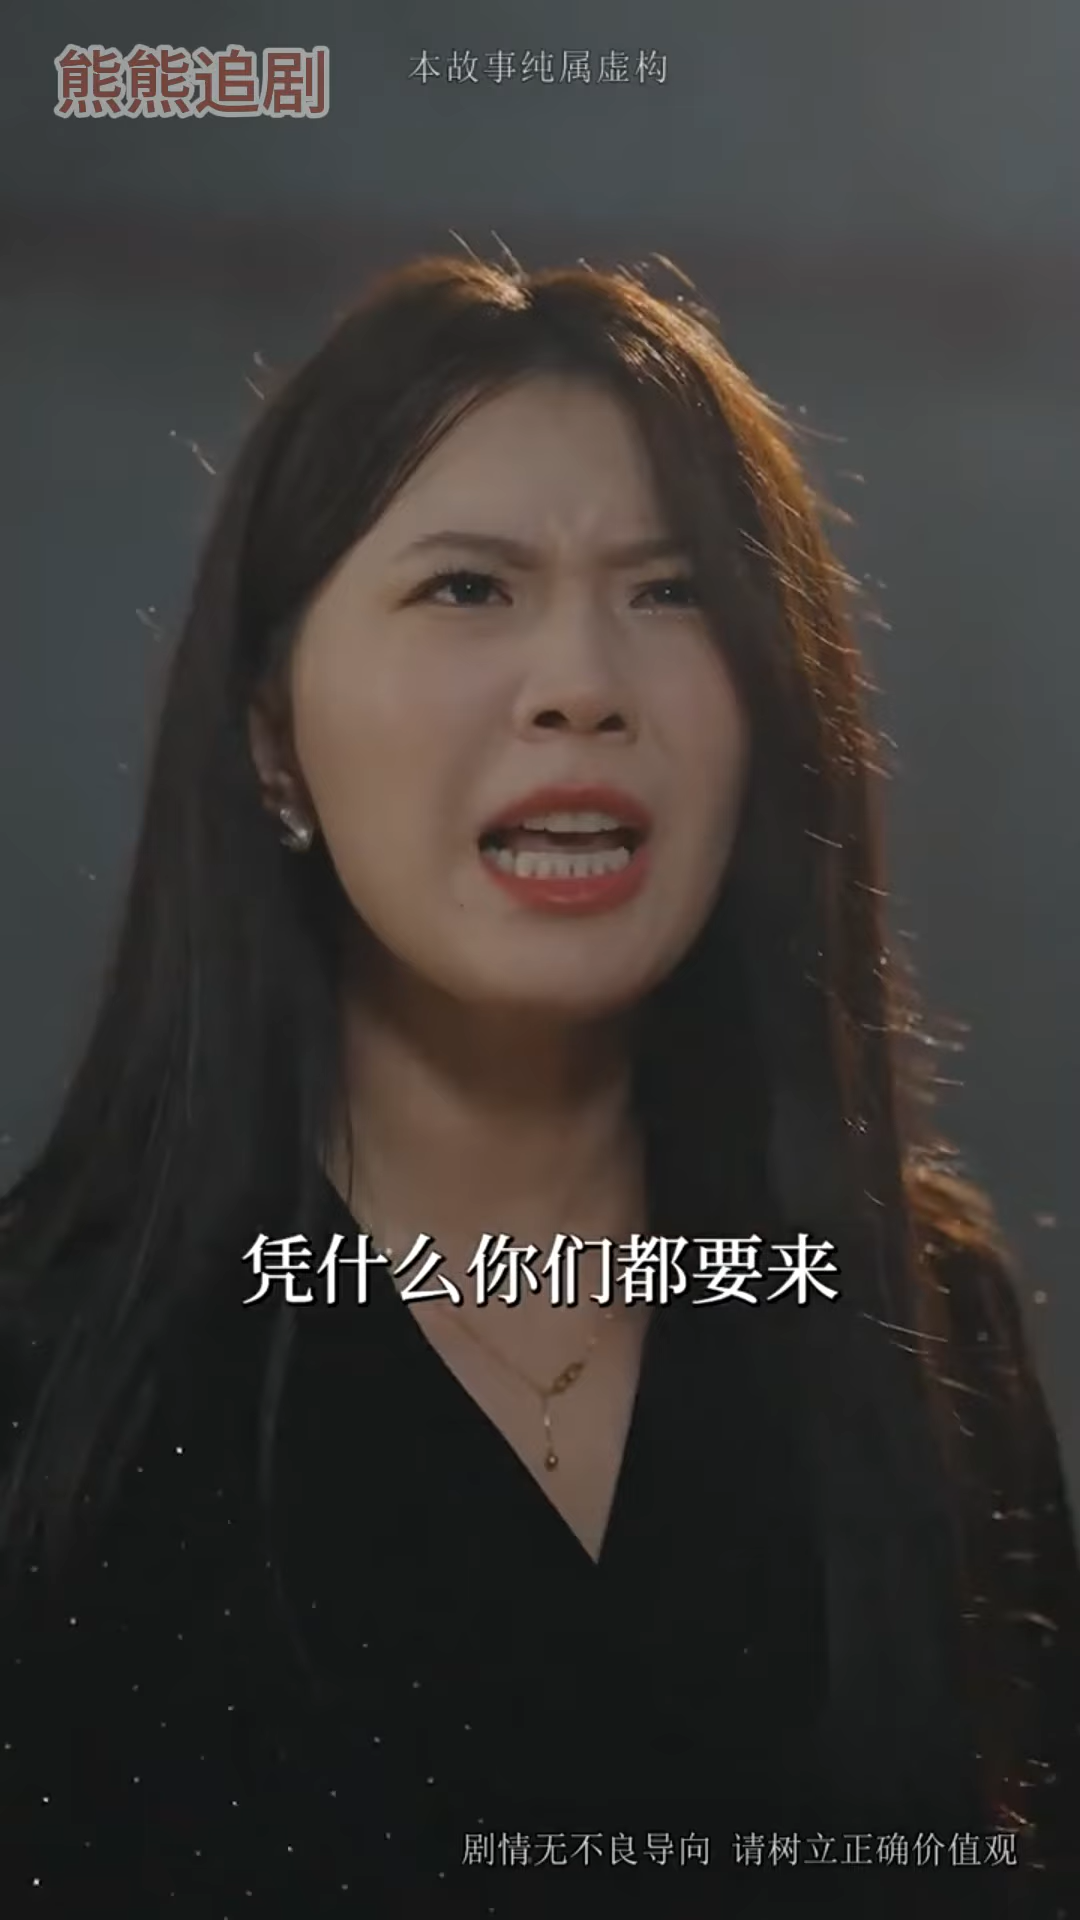 熊熊追剧
本故事纯属虚构
凭什么你们都要来
剧情无不良导向 请树立正确价值观